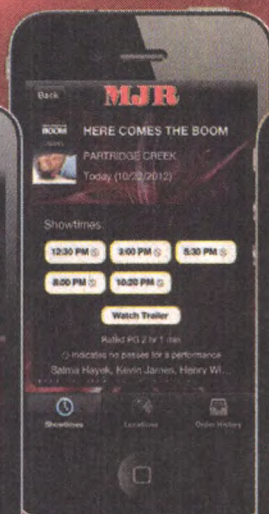 Back
MJR
BOOM
HERE COMES THE BOOM
PARTRIDGE CREEK
Today (10/22/2012)
Showtimes:
12:30 PM 3:00 PM 5:30 PM
8:00 PM 10:20 PM
Watch Trailer
Rated PG 2 hr 1 min
indicates no passes for a performance
Salma Hayek, Kevin James, Henry Wi...
Showtimes Locations Order History